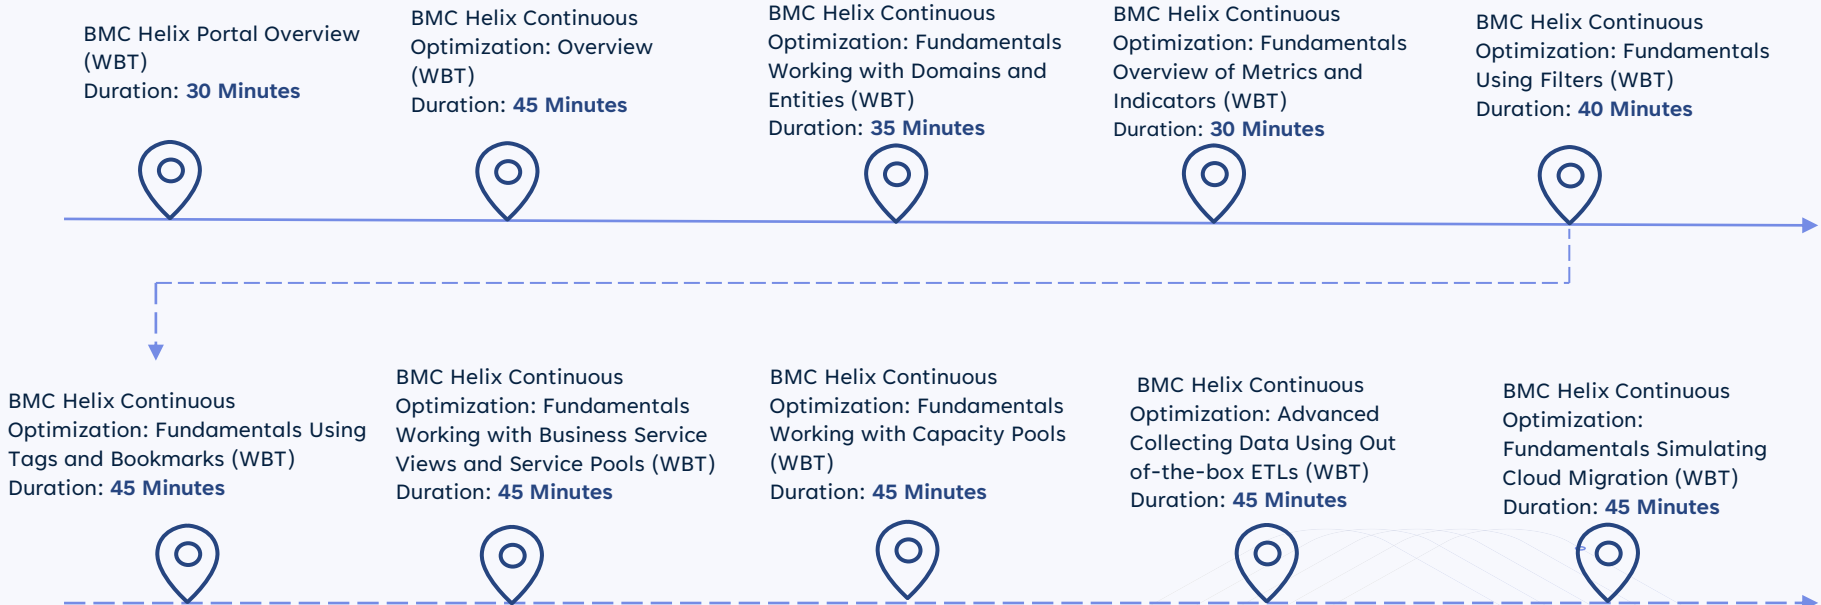 BMC Helix Portal Overview
(WBT)
Duration: 30 Minutes
BMC Helix Continuous
Optimization: Overview
(WBT)
Duration: 45 Minutes
BMC Helix Continuous
Optimization: Fundamentals
Working with Domains and
Entities (WBT)
Duration: 35 Minutes
BMC Helix Continuous
Optimization: Fundamentals
Overview of Metrics and
Indicators (WBT)
Duration: 30 Minutes
BMC Helix Continuous
Optimization: Fundamentals
Using Filters (WBT)
Duration: 40 Minutes
BMC Helix Continuous
Optimization: Fundamentals Using
Tags and Bookmarks (WBT)
Duration: 45 Minutes
BMC Helix Continuous
Optimization: Fundamentals
Working with Business Service
Views and Service Pools (WBT)
Duration: 45 Minutes
BMC Helix Continuous
Optimization: Fundamentals
Working with Capacity Pools
(WBT)
Duration: 45 Minutes
BMC Helix Continuous
Optimization: Advanced
Collecting Data Using Out
of-the-box ETLs (WBT)
Duration: 45 Minutes
BMC Helix Continuous
Optimization:
Fundamentals Simulating
Cloud Migration (WBT)
Duration: 45 Minutes